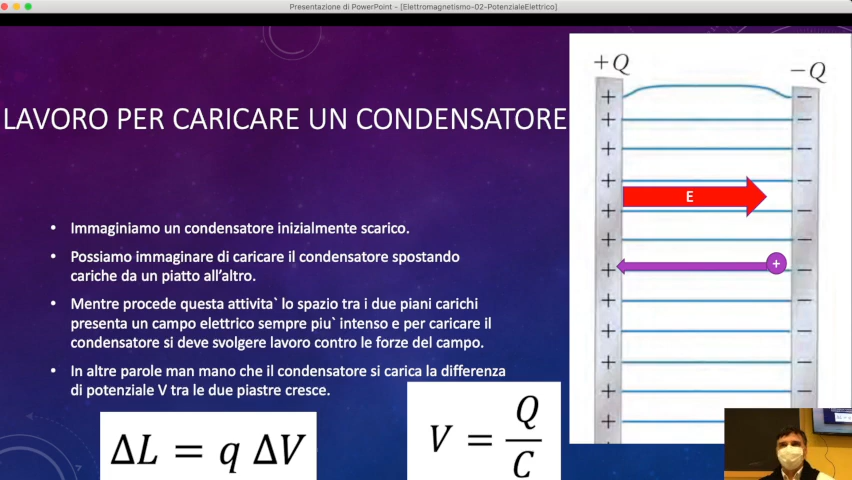 Presentazione di PowerPoint - [Elettromagnetismo-02-PotenzialeElettrico]
LAVORO PER CARICARE UN CONDENSATORE
• Immaginiamo un condensatore inizialmente scarico.
• Possiamo immaginare di caricare il condensatore spostando
cariche da un piatto all'altro.
• Mentre procede questa attivita` lo spazio tra i due piani carichi
presenta un campo elettrico sempre piu` intenso e per caricare il
condensatore si deve svolgere lavoro contro le forze del campo.
• In altre parole man mano che il condensatore si carica la differenza
di potenziale V tra le due piastre cresce.
ΔL = q ΔV
V = Q/C
+Q
−Q
E
+